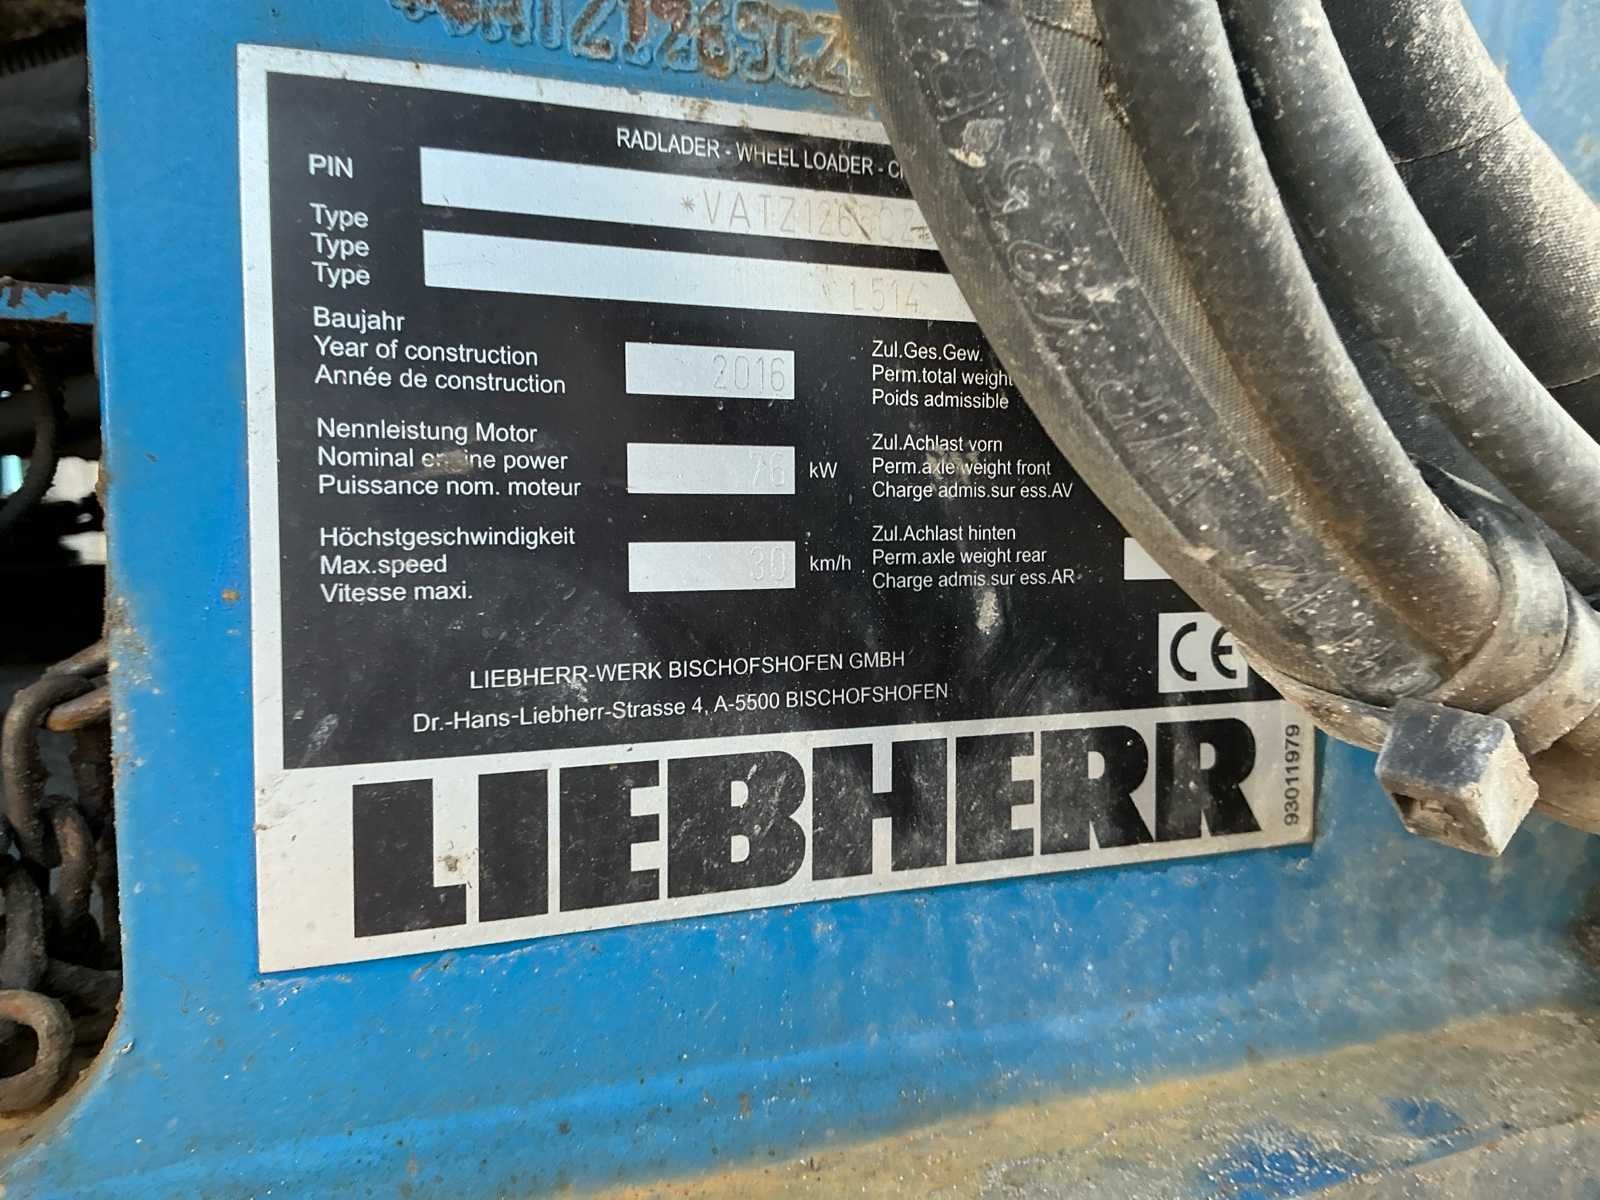 RADLADER - WHEEL LOADER - C
PIN *VATZ126
Type
Type L514
Type
Baujahr
Year of construction 2016
Année de construction
Zul.Ges.Gew.
Perm.total weight
Poids admissible
Nennleistung Motor
Nominal engine power 76 kW
Puissance nom. moteur
Zul.Achlast vorn
Perm.axle weight front
Charge admis.sur ess.AV
Höchstgeschwindigkeit
Max.speed 30 km/h
Vitesse maxi.
Zul.Achlast hinten
Perm.axle weight rear
Charge admis.sur ess.AR
CE
LIEBHERR-WERK BISCHOFSHOFEN GMBH
Dr.-Hans-Liebherr-Strasse 4, A-5500 BISCHOFSHOFEN
LIEBHERR
93011979